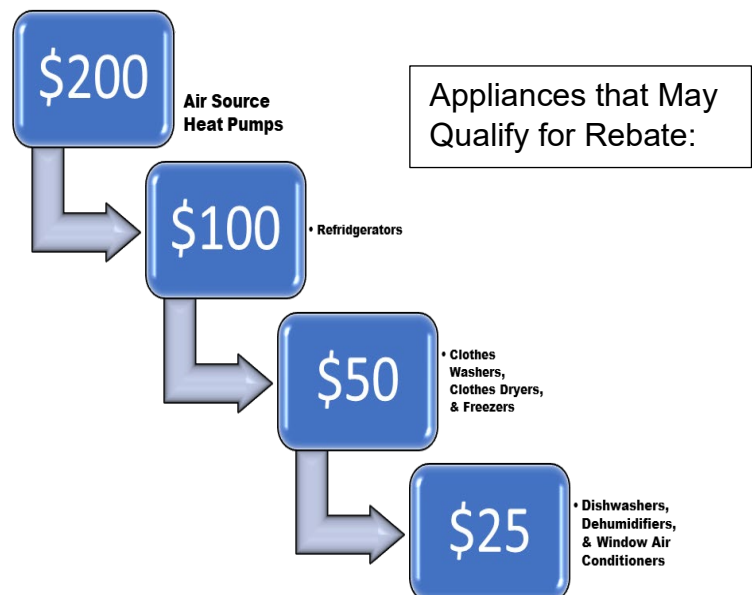 $200
Air Source
Heat Pumps
Appliances that May
Qualify for Rebate:
$100
• Refridgerators
$50
• Clothes
Washers,
Clothes Dryers,
& Freezers
$25
• Dishwashers,
Dehumidifiers,
& Window Air
Conditioners